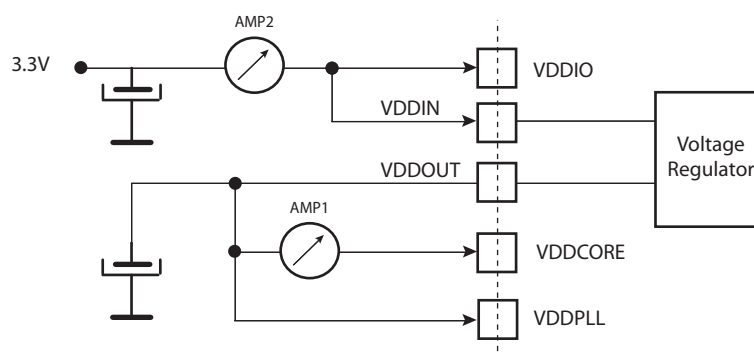 AMP2
3.3V
VDDIO
VDDIN
Voltage
Regulator
VDDOUT
AMP1
VDDCORE
VDDPLL